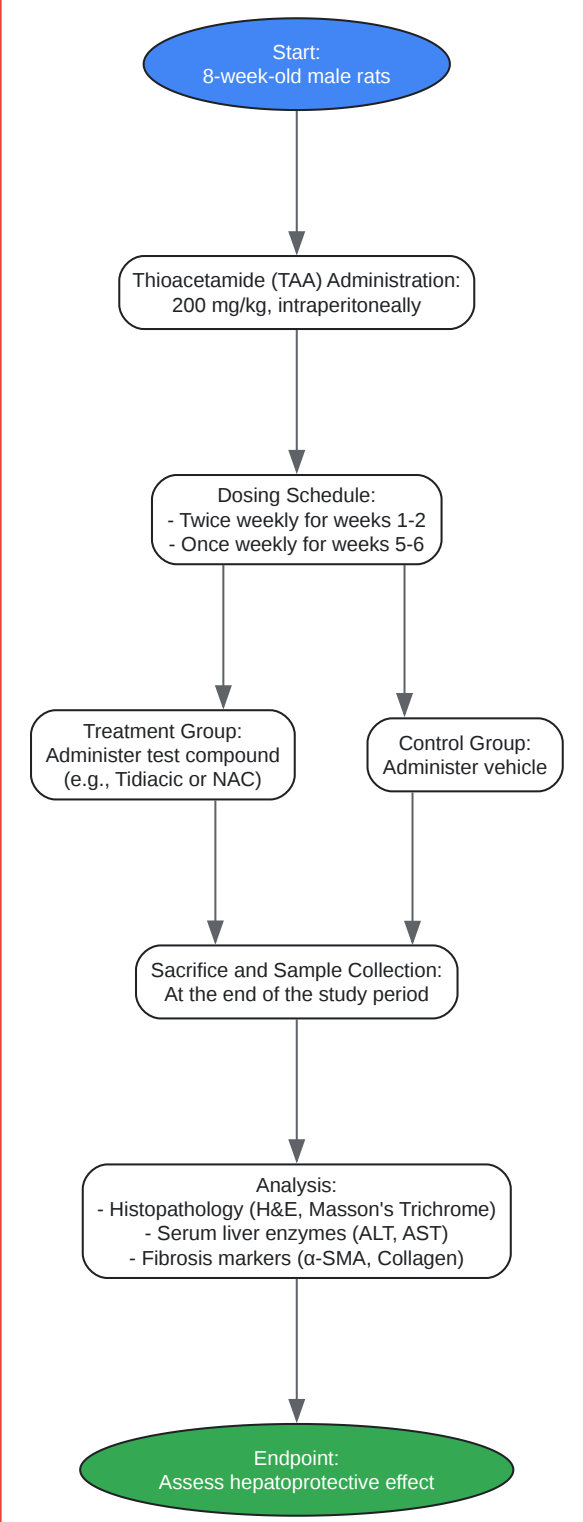 Start:
8-week-old male rats
Thioacetamide (TAA) Administration:
200 mg/kg, intraperitoneally
Dosing Schedule:
- Twice weekly for weeks 1-2
- Once weekly for weeks 5-6
Treatment Group:
Administer test compound
(e.g., Tidiacic or NAC)
Control Group:
Administer vehicle
Sacrifice and Sample Collection:
At the end of the study period
Analysis:
- Histopathology (H&E, Masson's Trichrome)
- Serum liver enzymes (ALT, AST)
- Fibrosis markers (α-SMA, Collagen)
Endpoint:
Assess hepatoprotective effect